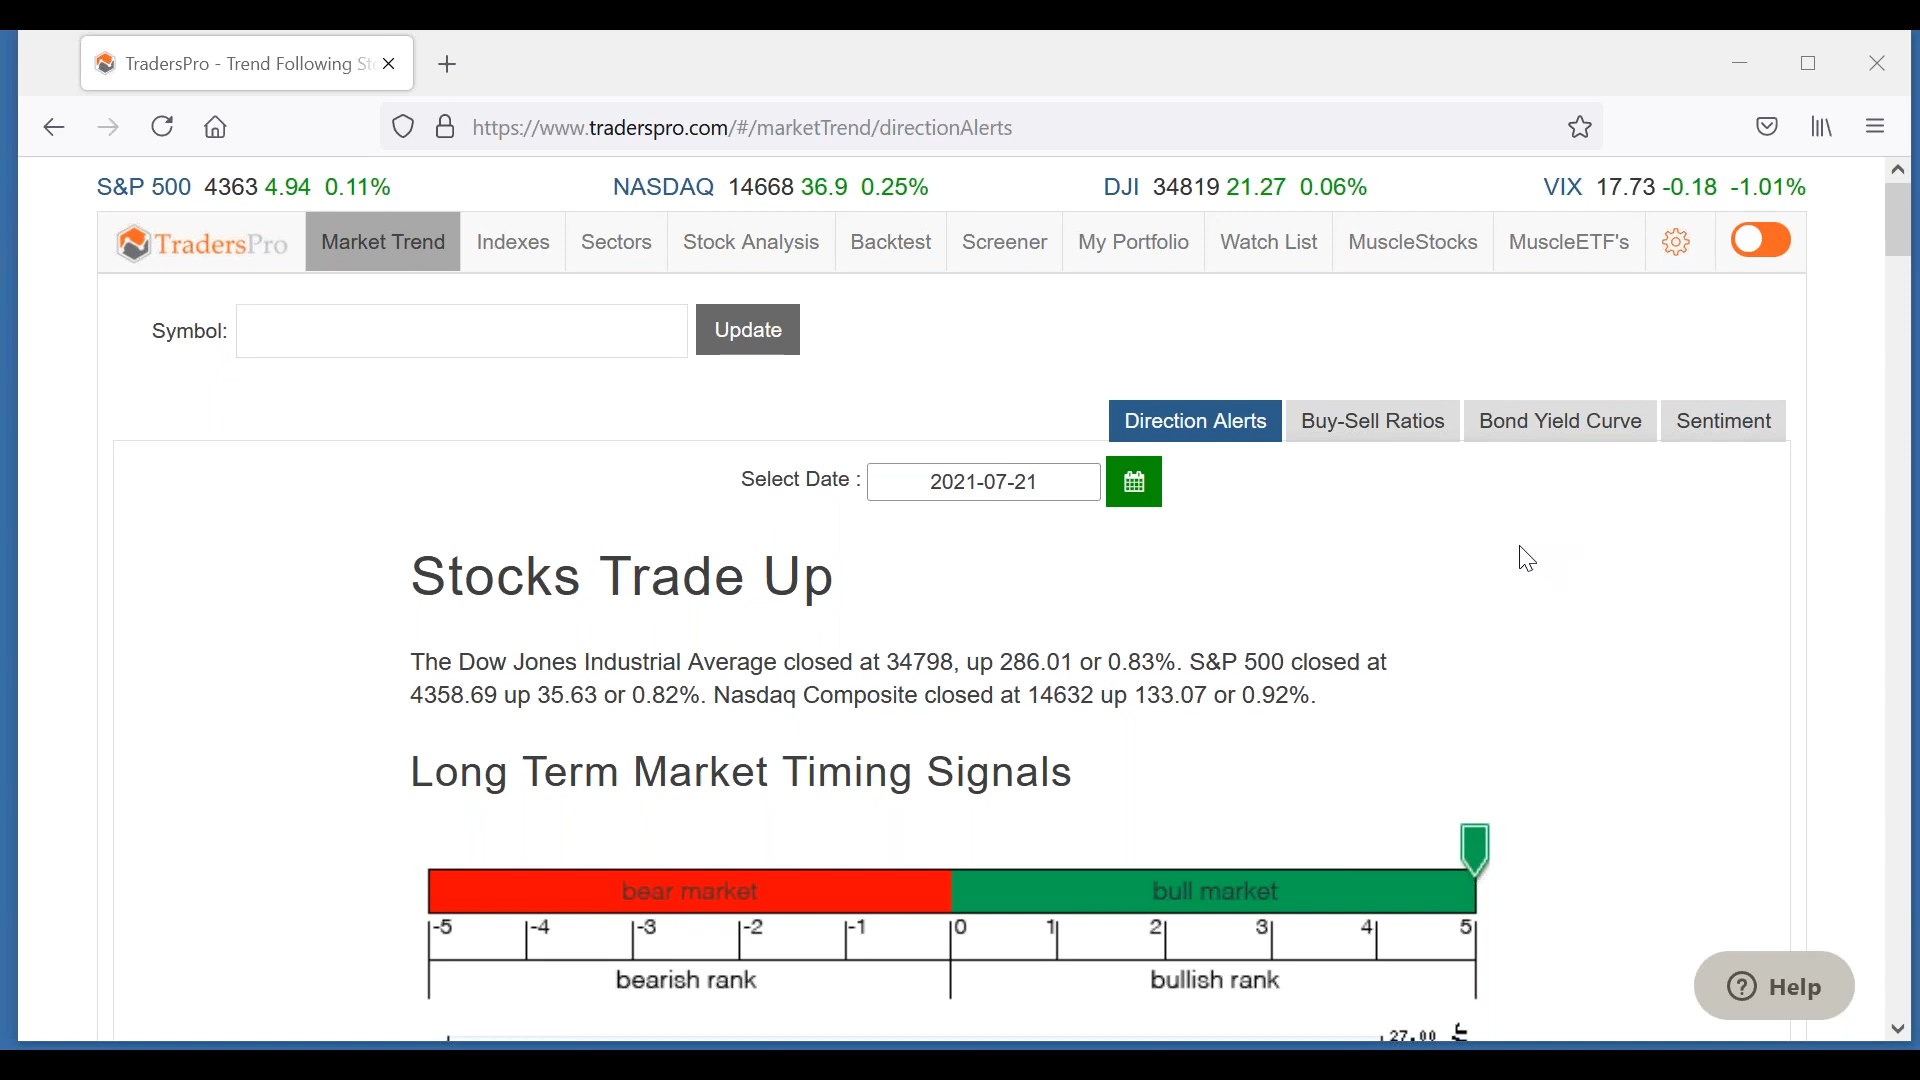 TradersPro - Trend Following St
https://www.traderspro.com/#/marketTrend/directionAlerts
S&P 500 4363 4.94 0.11% NASDAQ 14668 36.9 0.25% DJI 34819 21.27 0.06% VIX 17.73 -0.18 -1.01%
TradersPro Market Trend Indexes Sectors Stock Analysis Backtest Screener My Portfolio Watch List MuscleStocks MuscleETF's
Symbol: Update
Direction Alerts Buy-Sell Ratios Bond Yield Curve Sentiment
Select Date : 2021-07-21
Stocks Trade Up
The Dow Jones Industrial Average closed at 34798, up 286.01 or 0.83%. S&P 500 closed at
4358.69 up 35.63 or 0.82%. Nasdaq Composite closed at 14632 up 133.07 or 0.92%.
Long Term Market Timing Signals
bear market bull market
-5 -4 -3 -2 -1 0 1 2 3 4 5
bearish rank bullish rank
? Help
27.00